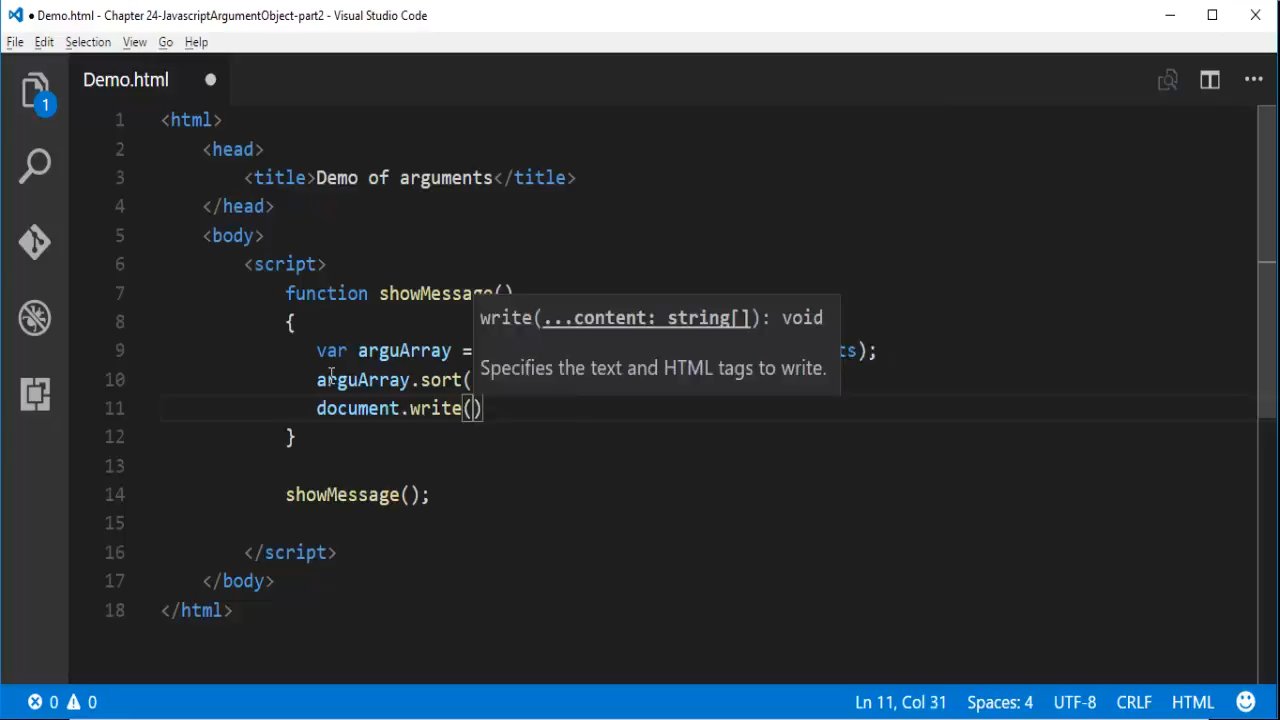 ● Demo.html - Chapter 24-JavascriptArgumentObject-part2 - Visual Studio Code
File Edit Selection View Go Help
1
Demo.html ●
1 <html>
2 <head>
3 <title>Demo of arguments</title>
4 </head>
5 <body>
6 <script>
7 function showMessage()
8 {
write(...content: string[]): void
9 var arguArray = ts);
Specifies the text and HTML tags to write.
10 arguArray.sort(
11 document.write()
12 }
13
14 showMessage();
15
16 </script>
17 </body>
18 </html>
0 0 Ln 11, Col 31 Spaces: 4 UTF-8 CRLF HTML